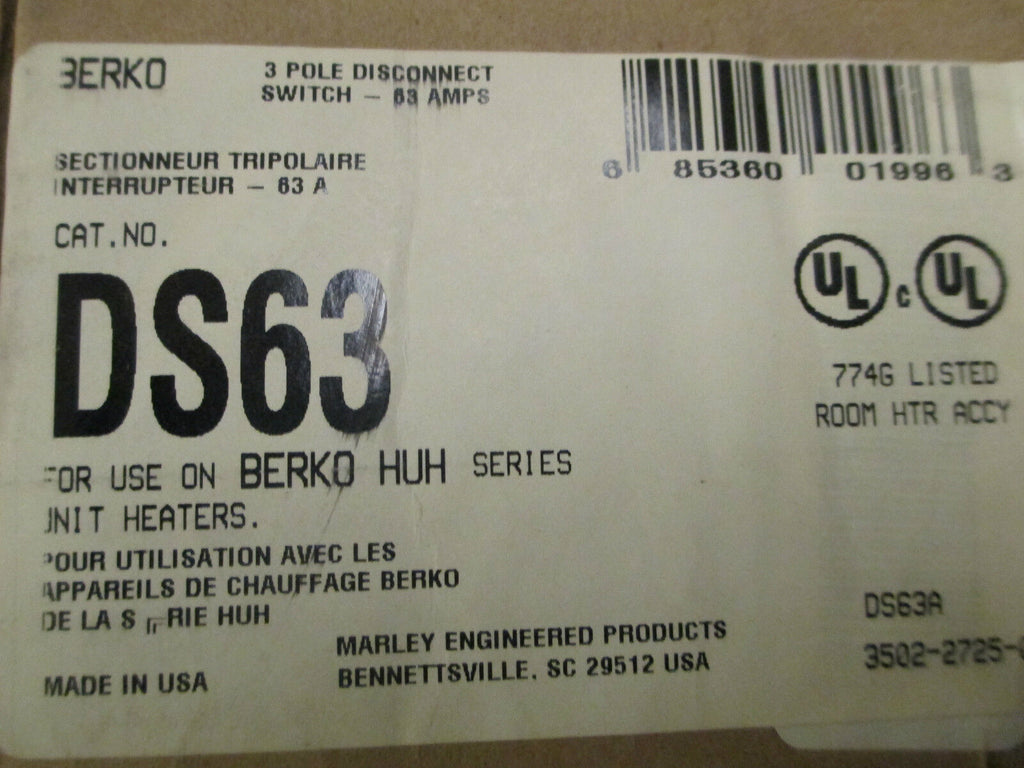 BERKO
3 POLE DISCONNECT
SWITCH — 63 AMPS
6 85360 01996 3
SECTIONNEUR TRIPOLAIRE
INTERRUPTEUR — 63 A
CAT.NO.
DS63
UL c UL
774G LISTED
ROOM HTR ACCY
FOR USE ON BERKO HUH SERIES
UNIT HEATERS.
POUR UTILISATION AVEC LES
APPAREILS DE CHAUFFAGE BERKO
DE LA S╓RIE HUH
DS63A
MARLEY ENGINEERED PRODUCTS
BENNETTSVILLE, SC 29512 USA
3502-2725-
MADE IN USA